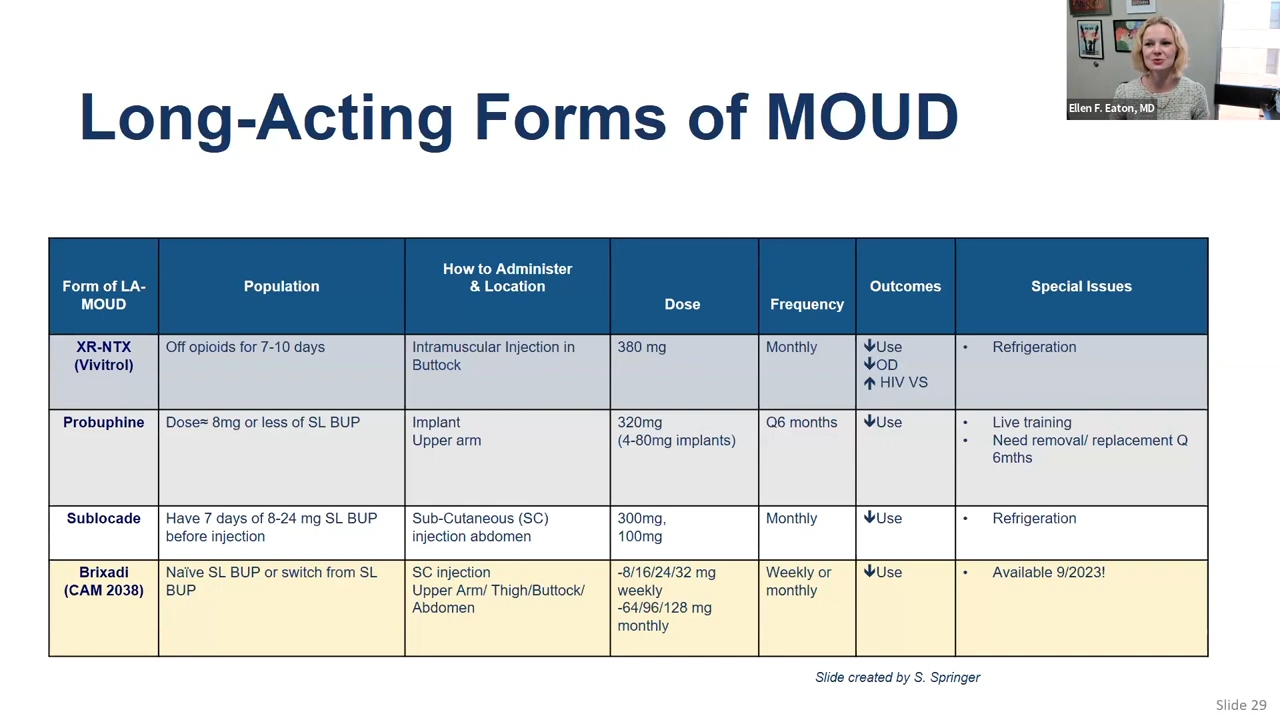 Long-Acting Forms of MOUD
Ellen F. Eaton, MD
Form of LA-
MOUD
Population
How to Administer
& Location
Dose
Frequency
Outcomes
Special Issues
XR-NTX
(Vivitrol)
Off opioids for 7-10 days
Intramuscular Injection in
Buttock
380 mg
Monthly
↓Use
↓OD
↑ HIV VS
• Refrigeration
Probuphine
Dose≈ 8mg or less of SL BUP
Implant
Upper arm
320mg
(4-80mg implants)
Q6 months
↓Use
• Live training
• Need removal/ replacement Q
6mths
Sublocade
Have 7 days of 8-24 mg SL BUP
before injection
Sub-Cutaneous (SC)
injection abdomen
300mg,
100mg
Monthly
↓Use
• Refrigeration
Brixadi
(CAM 2038)
Naïve SL BUP or switch from SL
BUP
SC injection
Upper Arm/ Thigh/Buttock/
Abdomen
-8/16/24/32 mg
weekly
-64/96/128 mg
monthly
Weekly or
monthly
↓Use
• Available 9/2023!
Slide created by S. Springer
Slide 29